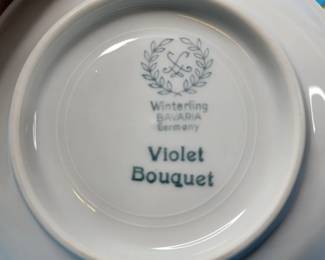 Winterling
BAVARIA
Germany
Violet
Bouquet